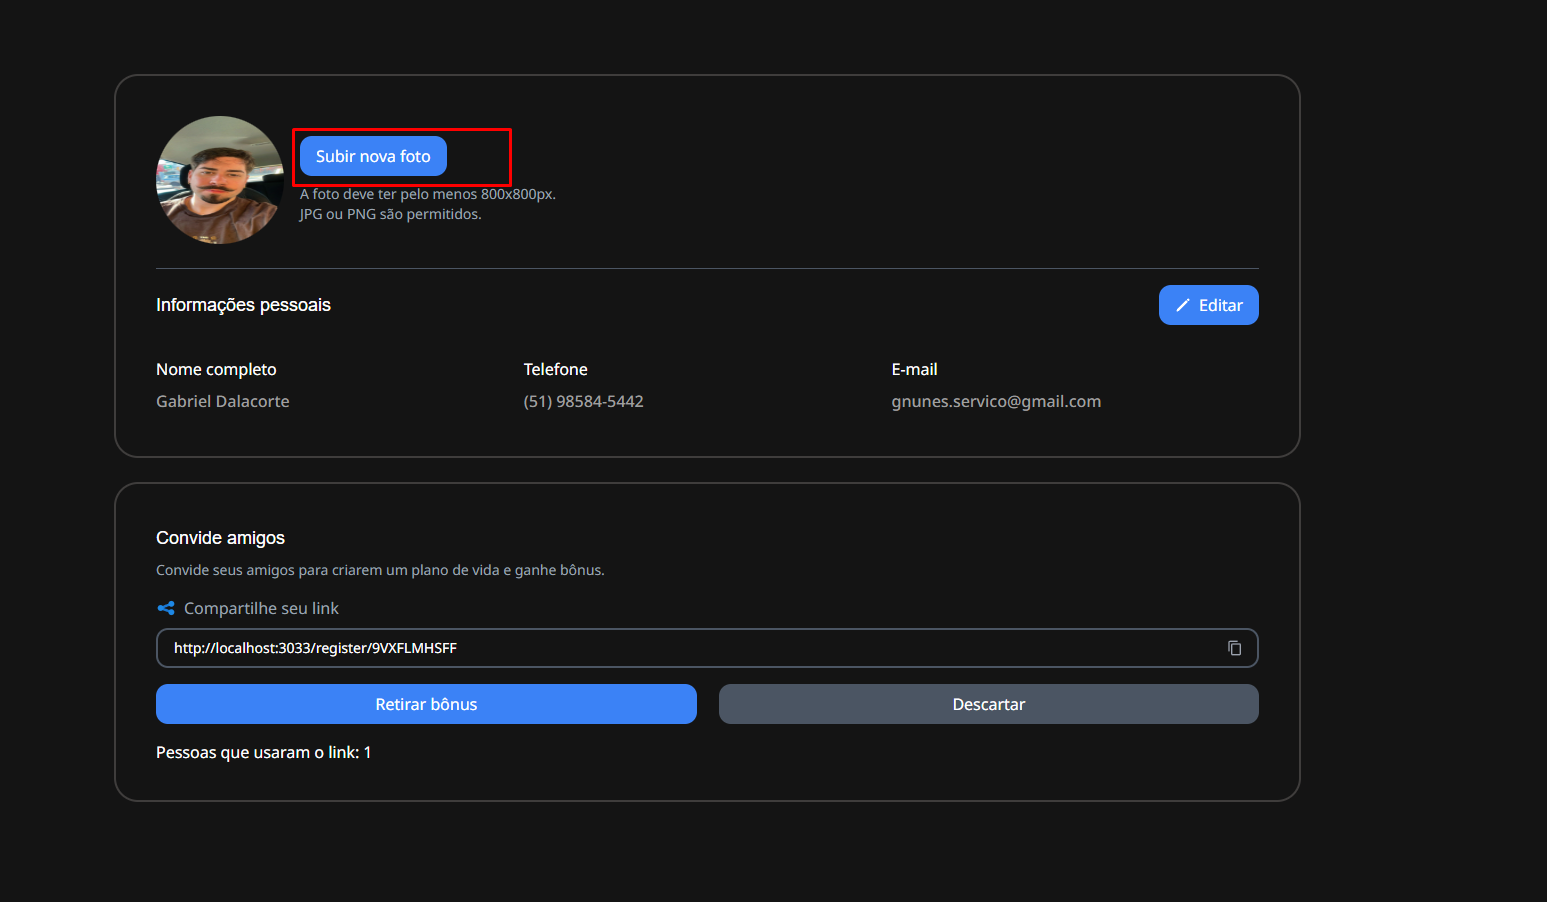 Subir nova foto
A foto deve ter pelo menos 800x800px.
JPG ou PNG são permitidos.
Informações pessoais
Editar
Nome completo
Telefone
E-mail
Gabriel Dalacorte
(51) 98584-5442
gnunes.servico@gmail.com
Convide amigos
Convide seus amigos para criarem um plano de vida e ganhe bônus.
Compartilhe seu link
http://localhost:3033/register/9VXFLMHSFF
Retirar bônus
Descartar
Pessoas que usaram o link: 1